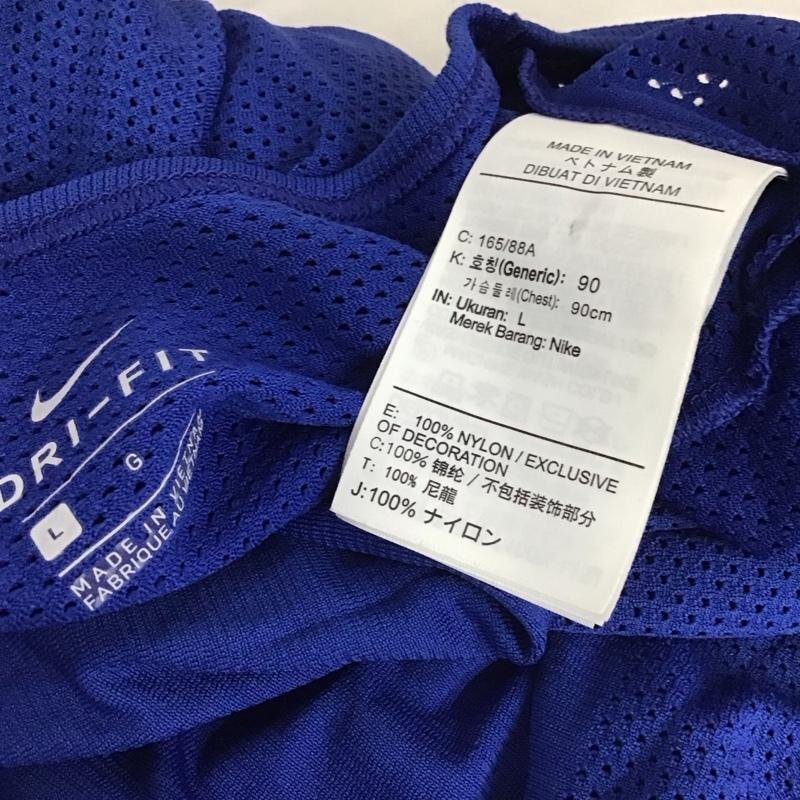 MADE IN VIETNAM
ベトナム製
DIBUAT DI VIETNAM
C: 165/88A
K: 호칭(Generic): 90
가슴둘레(Chest): 90cm
IN: Ukuran: L
Merek Barang: Nike
E: 100% NYLON / EXCLUSIVE
OF DECORATION
C:100% 锦纶 / 不包括装饰部分
T: 100% 尼龍
J:100% ナイロン
DRI-FIT
L G
MADE IN VIETNAM
FABRIQUÉ AU